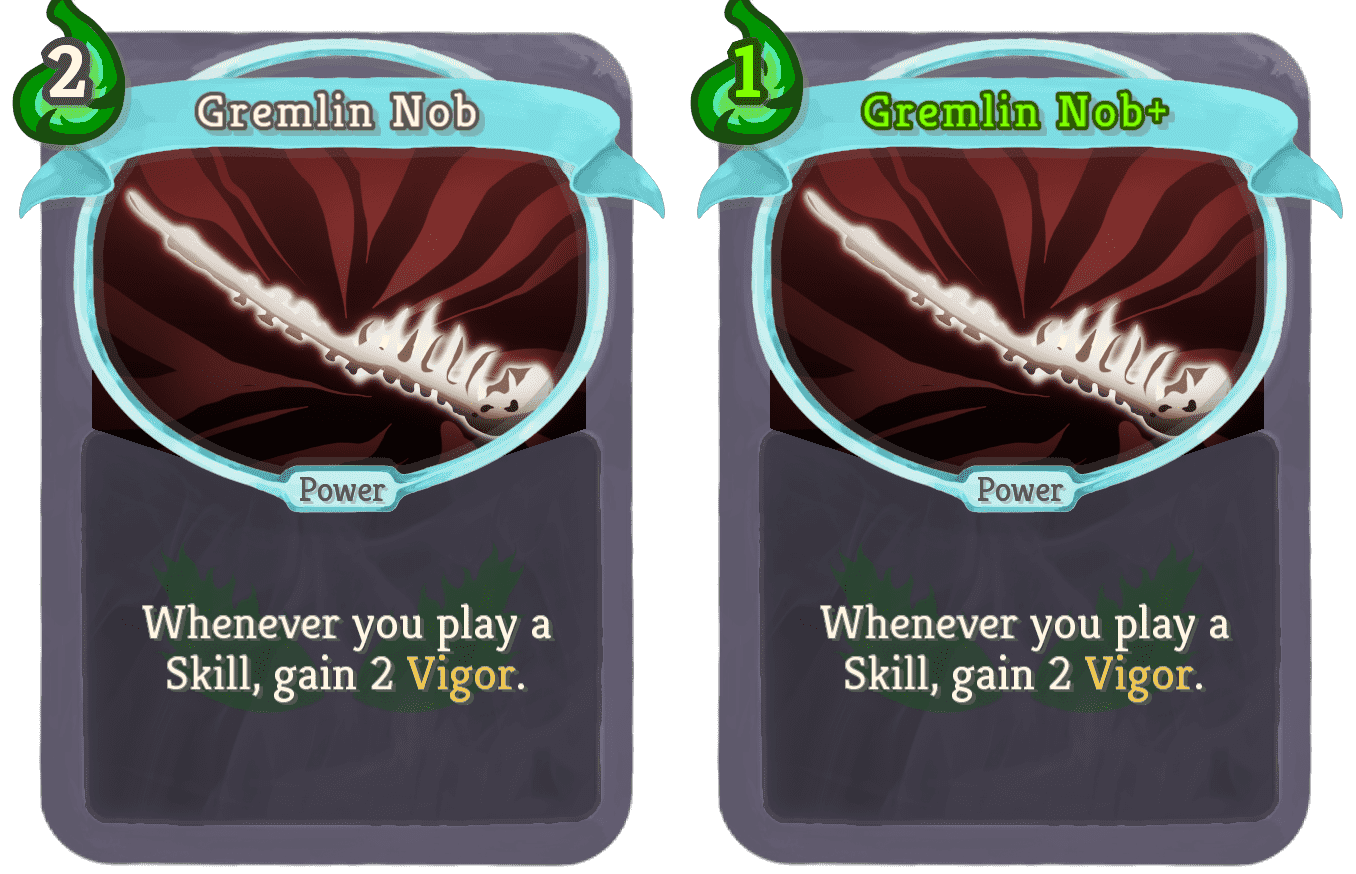 2
Gremlin Nob
Power
Whenever you play a
Skill, gain 2 Vigor.
1
Gremlin Nob+
Power
Whenever you play a
Skill, gain 2 Vigor.